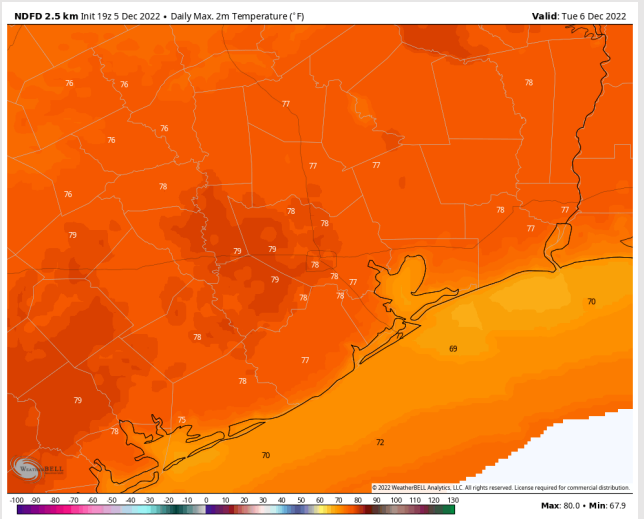 NDFD 2.5 km Init 19z 5 Dec 2022 • Daily Max. 2m Temperature (°F) Valid: Tue 6 Dec 2022
76 76 78
77
76
76
77 77
78
76
78 78 77
78 77
79
79 79
78
79 78 77
78 78
70
78 72
69
77
78
79
75
78
72
70
WEATHERBELL
© 2022 WeatherBELL Analytics, LLC. All rights reserved. License required for commercial distribution.
-100 -90 -80 -70 -60 -50 -40 -30 -20 -10 0 10 20 30 40 50 60 70 80 90 100 110 120 130
Max: 80.0 • Min: 67.9